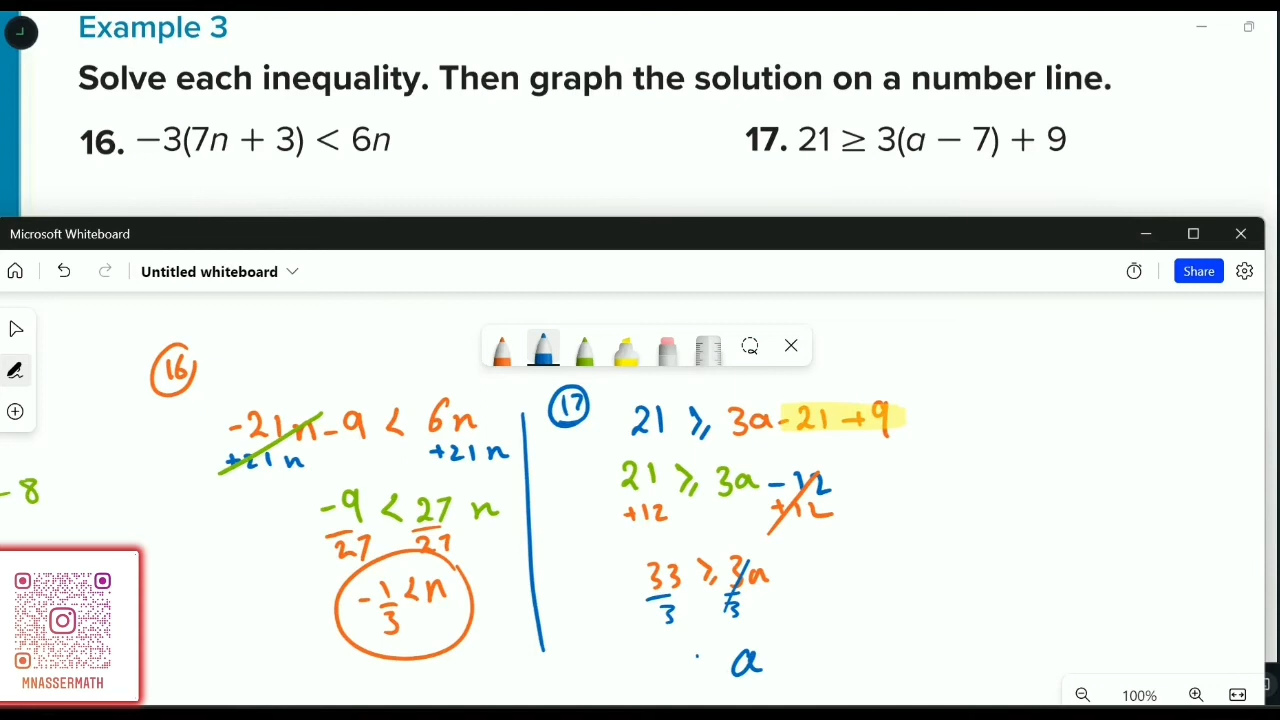 Example 3
Solve each inequality. Then graph the solution on a number line.
16. −3(7n + 3) < 6n
17. 21 ≥ 3(a − 7) + 9
Microsoft Whiteboard
Untitled whiteboard
Share
16
-21n - 9 < 6n
+21n +21n
-9 < 27 n
27 27
-1/3 < n
- 8
17
21 ≥ 3a - 21 + 9
21 ≥ 3a - 12
+12 +12
33 ≥ 3a
3 3
a
MNASSERMATH
100%